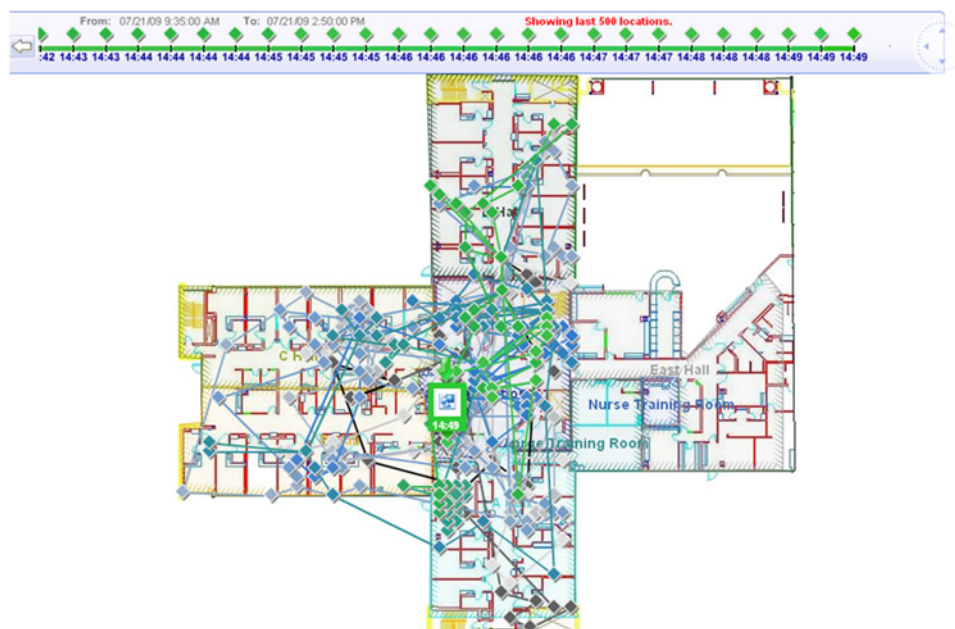 From: 07/21/09 9:35:00 AM To: 07/21/09 2:50:00 PM Showing last 500 locations.
:42 14:43 14:43 14:44 14:44 14:44 14:44 14:44 14:45 14:45 14:45 14:45 14:46 14:46 14:46 14:46 14:46 14:47 14:47 14:47 14:48 14:48 14:48 14:49 14:49 14:49
East Hall
Nurse Training Room
Training Room
14:49
A